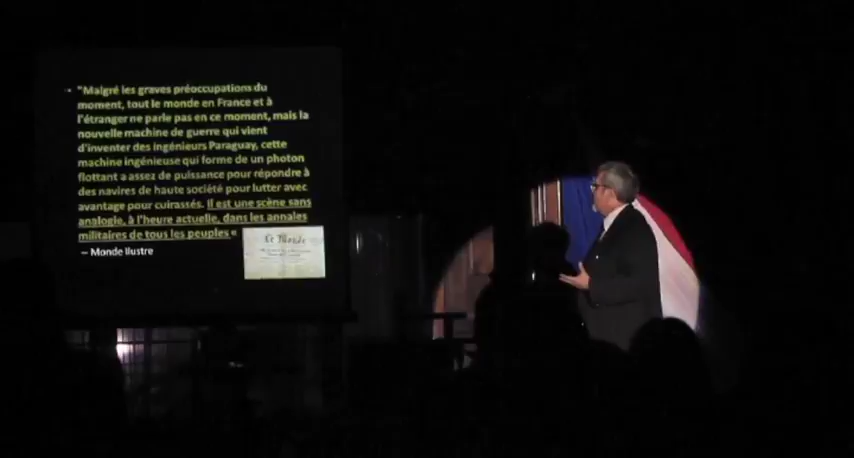 "Malgré les graves préoccupations du
moment, tout le monde en France et à
l'étranger ne parle pas en ce moment, mais la
nouvelle machine de guerre qui vient
d'inventer des ingénieurs Paraguay, cette
machine ingénieuse qui forme de un photon
flottant a assez de puissance pour répondre à
des navires de haute société pour lutter avec
avantage pour cuirassés. Il est une scène sans
analogie, à l'heure actuelle, dans les annales
militaires de tous les peuples"
– Monde Ilustre
Le Monde